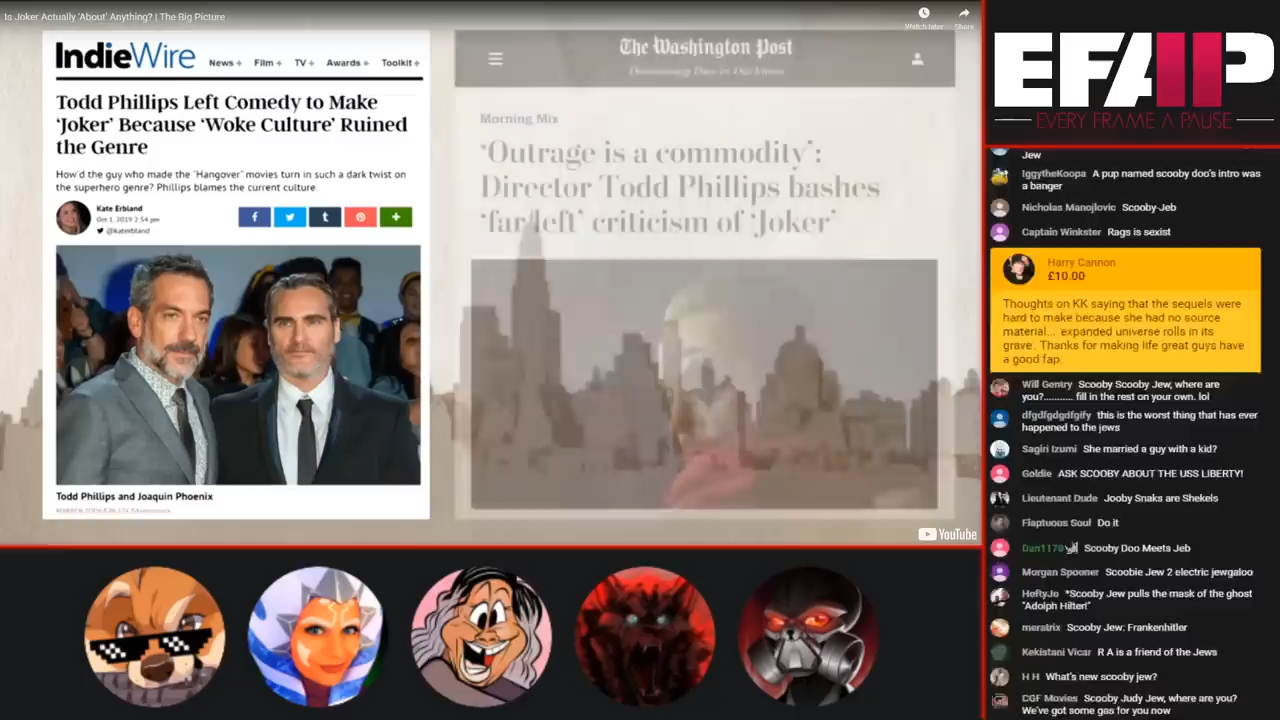 Is Joker Actually 'About' Anything? | The Big Picture
Watch later
Share
IndieWire
News + Film + TV + Awards + Toolkit +
Todd Phillips Left Comedy to Make
'Joker' Because 'Woke Culture' Ruined
the Genre
How'd the guy who made the "Hangover" movies turn in such a dark twist on
the superhero genre? Phillips blames the current culture.
Kate Erbland
Oct 1, 2019 2:54 pm
@katerbland
Todd Phillips and Joaquin Phoenix
The Washington Post
Democracy Dies in Darkness
Morning Mix
'Outrage is a commodity':
Director Todd Phillips bashes
'far left' criticism of 'Joker'
YouTube
EFAP
EVERY FRAME A PAUSE
Jew
IggytheKoopa A pup named scooby doo's intro was
a banger
Nicholas Manojlovic Scooby-Jeb
Captain Winkster Rags is sexist
Harry Cannon
£10.00
Thoughts on KK saying that the sequels were
hard to make because she had no source
material... expanded universe rolls in its
grave. Thanks for making life great guys have
a good fap.
Will Gentry Scooby Scooby Jew, where are
you?........... fill in the rest on your own. lol
dfgdfgdgdfgify this is the worst thing that has ever
happened to the jews
Sagiri Izumi She married a guy with a kid?
Goldie ASK SCOOBY ABOUT THE USS LIBERTY!
Lieutenant Dude Jooby Snaks are Shekels
Flaptuous Soul Do it
Dan1170 Scooby Doo Meets Jeb
Morgan Spooner Scoobie Jew 2 electric jewgaloo
HeftyJo *Scooby Jew pulls the mask of the ghost
"Adolph Hilter!"
meratrix Scooby Jew: Frankenhitler
Kekistani Vicar R A is a friend of the Jews
H H What's new scooby jew?
CGF Movies Scooby Judy Jew, where are you?
We've got some gas for you now